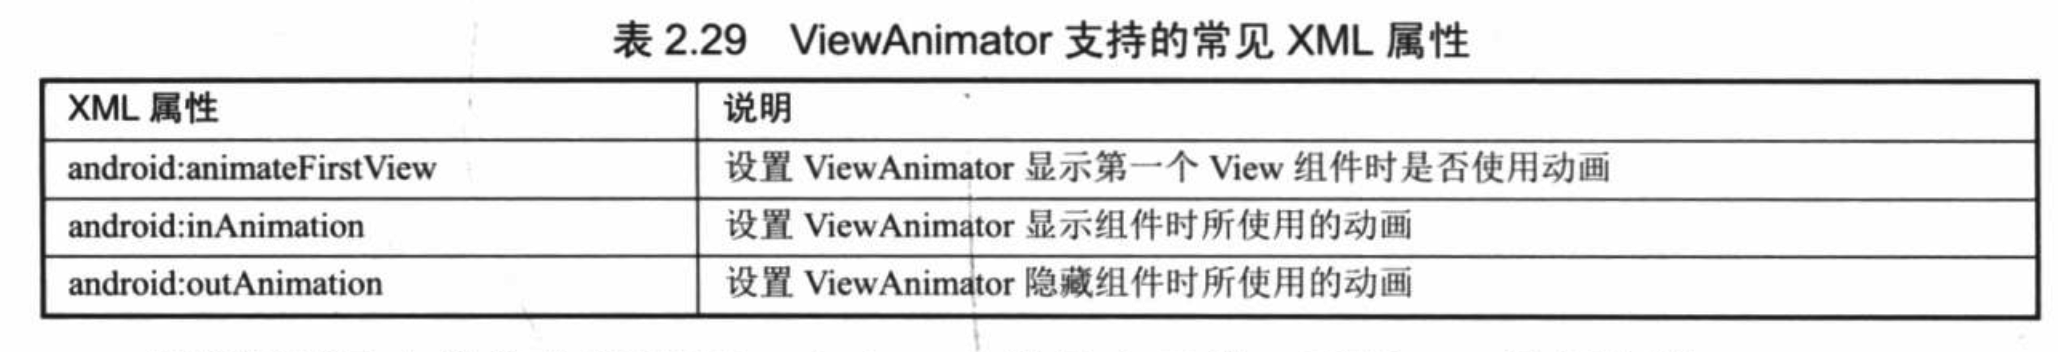 表 2.29 ViewAnimator 支持的常见 XML 属性
XML 属性 说明
android:animateFirstView 设置 ViewAnimator 显示第一个 View 组件时是否使用动画
android:inAnimation 设置 ViewAnimator 显示组件时所使用的动画
android:outAnimation 设置 ViewAnimator 隐藏组件时所使用的动画